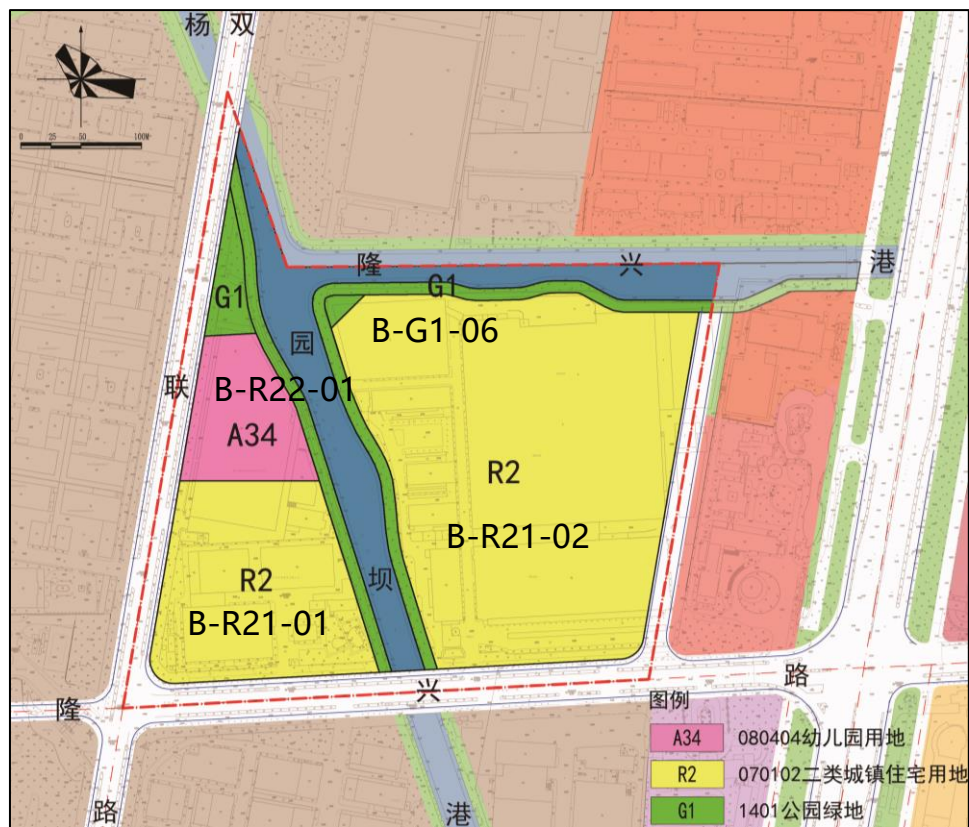 杨 双
0 25 50 100M
隆 兴 港
G1
G1
B-G1-06
园
联
B-R22-01
A34
R2
B-R21-02
坝
R2
B-R21-01
隆 兴 路
路
港
图例
A34 080404幼儿园用地
R2 070102二类城镇住宅用地
G1 1401公园绿地